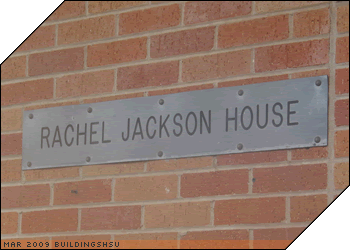 RACHEL JACKSON HOUSE
MAR 2009 BUILDINGSHSU